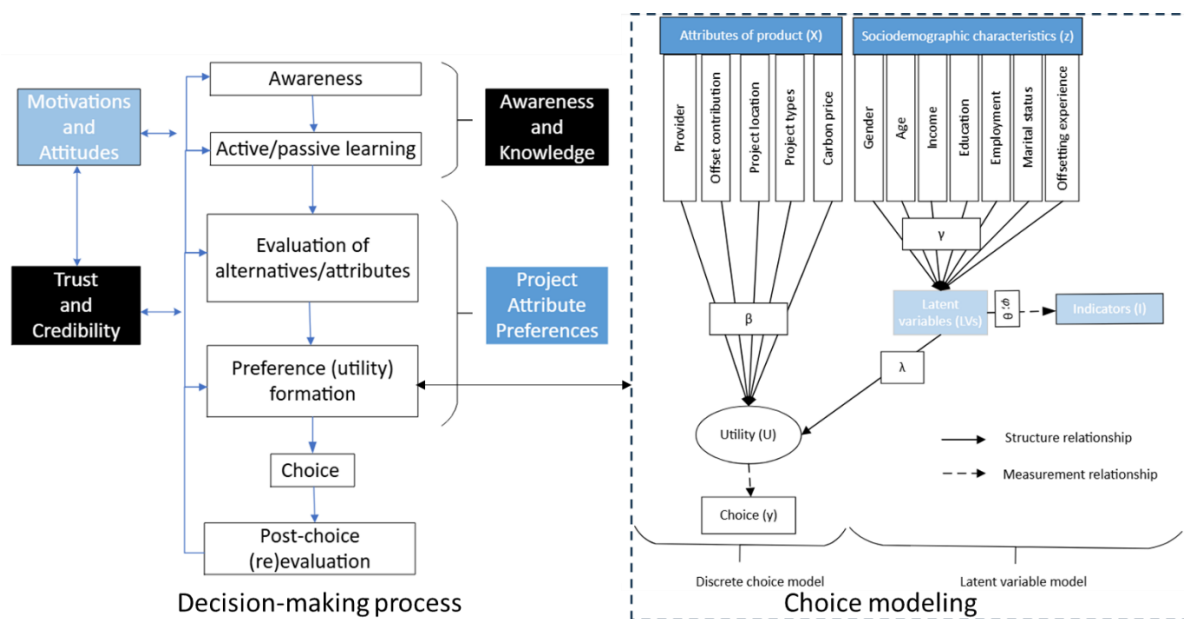 Awareness
Active/passive learning
Evaluation of
alternatives/attributes
Preference (utility)
formation
Choice
Post-choice
(re)evaluation
Motivations
and
Attitudes
Trust
and
Credibility
Awareness
and
Knowledge
Project
Attribute
Preferences
Decision-making process
Attributes of product (X)
Provider
Offset contribution
Project location
Project types
Carbon price
Sociodemographic characteristics (z)
Gender
Age
Income
Education
Employment
Marital status
Offsetting experience
γ
β
Latent
variables (LVs)
φ, θ
Indicators (I)
λ
Utility (U)
Choice (y)
Structure relationship
Measurement relationship
Discrete choice model
Latent variable model
Choice modeling